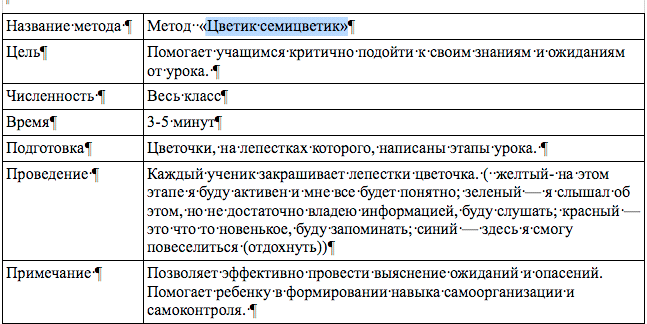 Название метода Метод «Цветик семицветик»
Цель Помогает учащимся критично подойти к своим знаниям и ожиданиям
от урока.
Численность Весь класс
Время 3-5 минут
Подготовка Цветочки, на лепестках которого, написаны этапы урока.
Проведение Каждый ученик закрашивает лепестки цветочка. ( желтый- на этом
этапе я буду активен и мне все будет понятно; зеленый — я слышал об
этом, но не достаточно владею информацией, буду слушать; красный —
это что то новенькое, буду запоминать; синий — здесь я смогу
повеселиться (отдохнуть))
Примечание Позволяет эффективно провести выяснение ожиданий и опасений.
Помогает ребенку в формировании навыка самоорганизации и
самоконтроля.